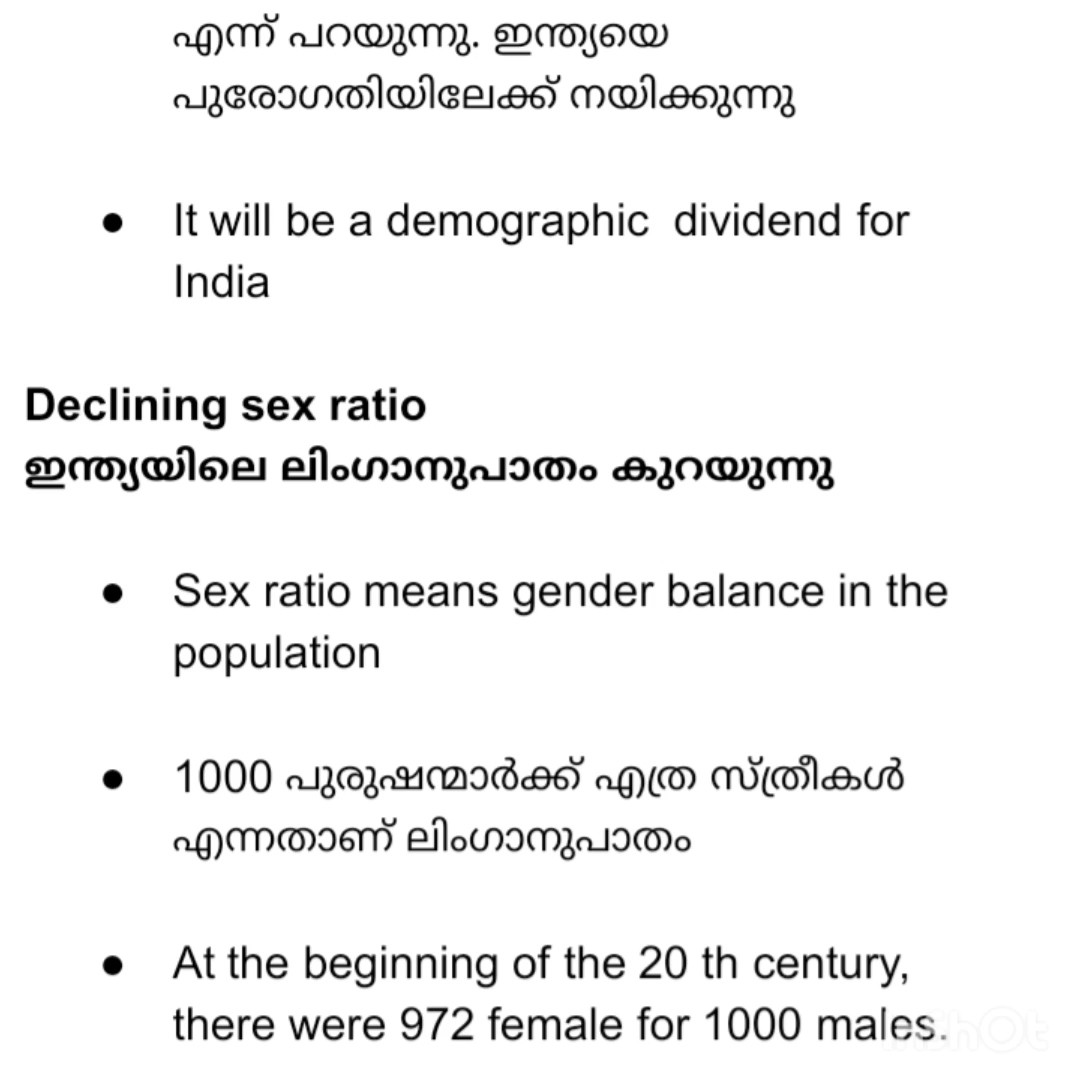 എന്ന് പറയുന്നു. ഇന്ത്യയെ
പുരോഗതിയിലേക്ക് നയിക്കുന്നു
● It will be a demographic dividend for
India
Declining sex ratio
ഇന്ത്യയിലെ ലിംഗാനുപാതം കുറയുന്നു
● Sex ratio means gender balance in the
population
● 1000 പുരുഷന്മാർക്ക് എത്ര സ്ത്രീകൾ
എന്നതാണ് ലിംഗാനുപാതം
● At the beginning of the 20 th century,
there were 972 female for 1000 males.